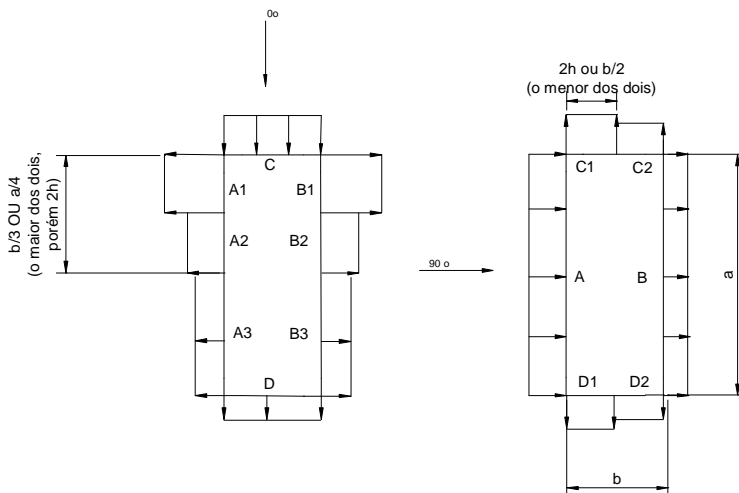 0o
C
A1 B1
A2 B2
A3 B3
D
b/3 OU a/4
(o maior dos dois,
porém 2h)
90 o
2h ou b/2
(o menor dos dois)
C1 C2
A B
D1 D2
a
b